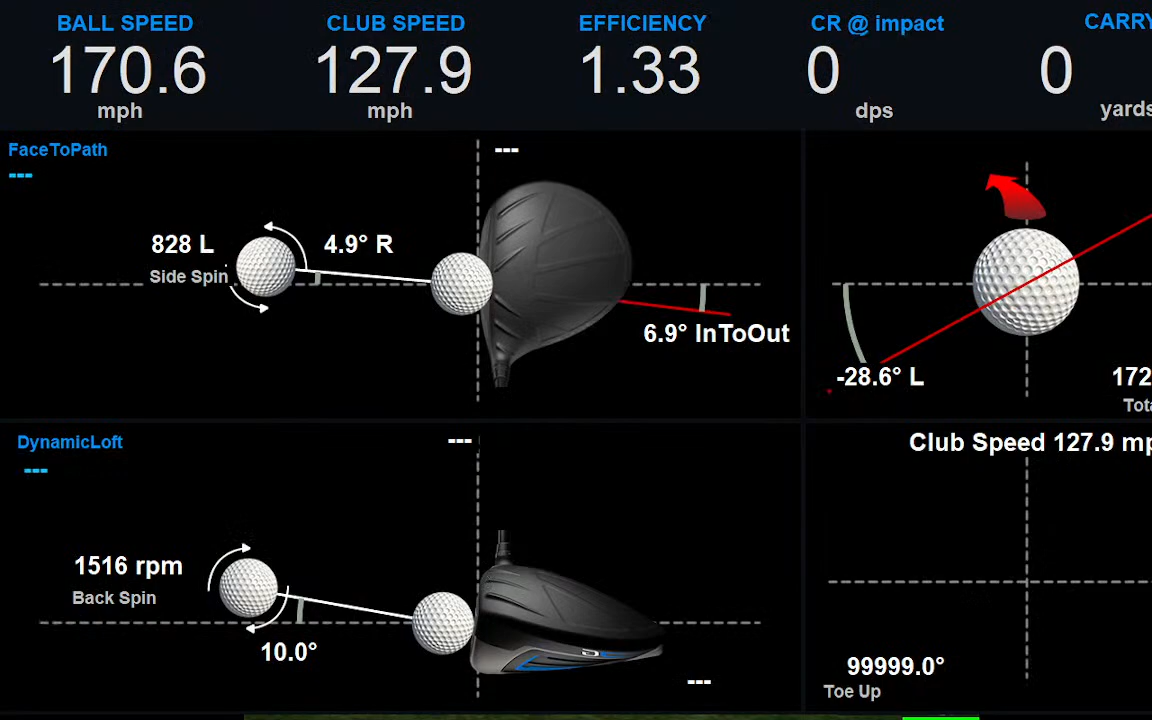 BALL SPEED
170.6
mph
CLUB SPEED
127.9
mph
EFFICIENCY
1.33
CR @ impact
0
dps
CARRY
0
yards
FaceToPath
---
---
828 L
Side Spin
4.9° R
6.9° InToOut
-28.6° L
172
Tota
DynamicLoft
---
---
1516 rpm
Back Spin
10.0°
---
Club Speed 127.9 mp
99999.0°
Toe Up